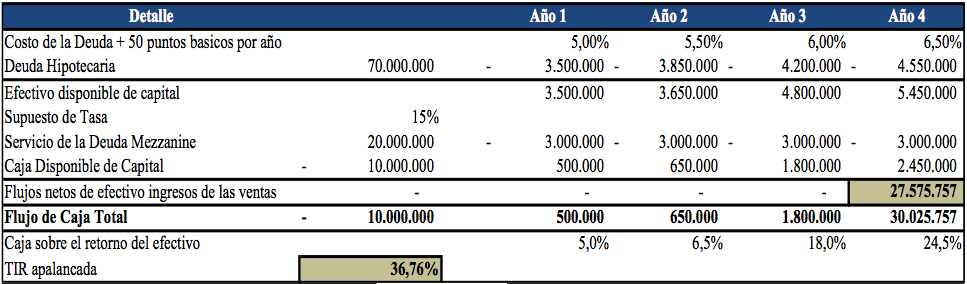 Detalle Año 1 Año 2 Año 3 Año 4
Costo de la Deuda + 50 puntos basicos por año 5,00% 5,50% 6,00% 6,50%
Deuda Hipotecaria 70.000.000 - 3.500.000 - 3.850.000 - 4.200.000 - 4.550.000
Efectivo disponible de capital 3.500.000 3.650.000 4.800.000 5.450.000
Supuesto de Tasa 15%
Servicio de la Deuda Mezzanine 20.000.000 - 3.000.000 - 3.000.000 - 3.000.000 - 3.000.000
Caja Disponible de Capital - 10.000.000 500.000 650.000 1.800.000 2.450.000
Flujos netos de efectivo ingresos de las ventas - - - - 27.575.757
Flujo de Caja Total - 10.000.000 500.000 650.000 1.800.000 30.025.757
Caja sobre el retorno del efectivo 5,0% 6,5% 18,0% 24,5%
TIR apalancada 36,76%